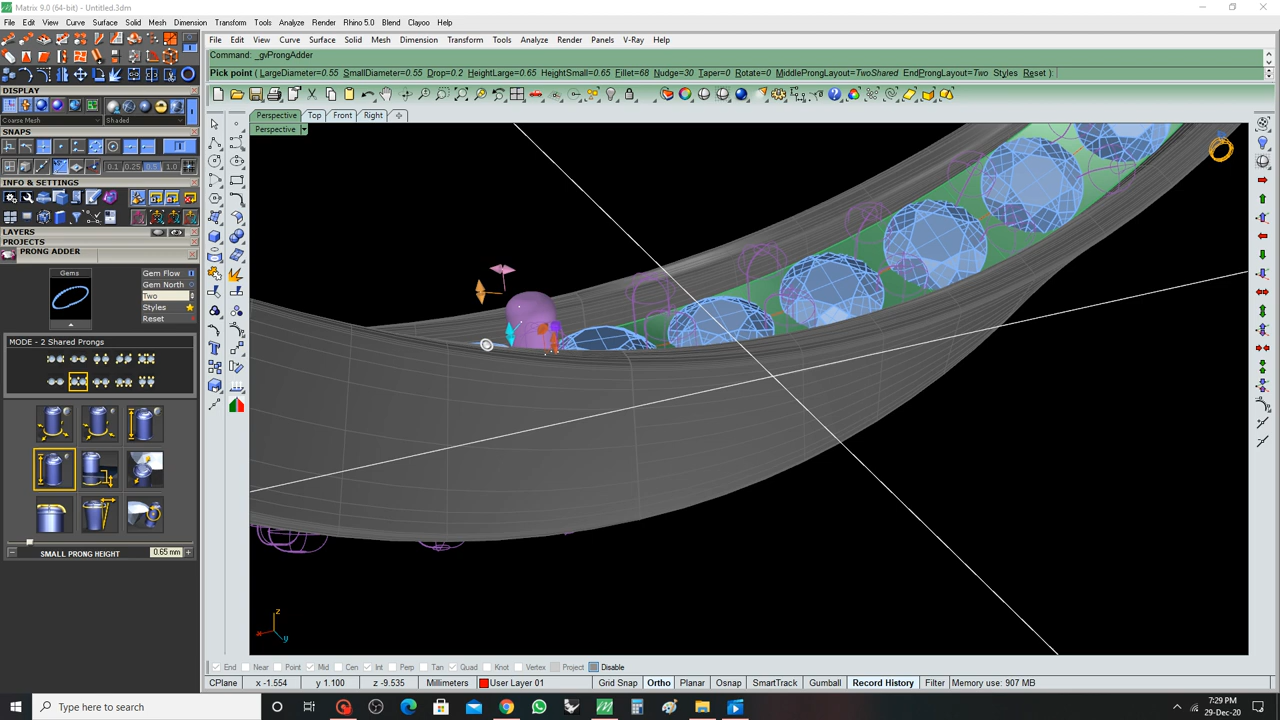 Matrix 9.0 (64-bit) - Untitled.3dm
File Edit View Curve Surface Solid Mesh Dimension Transform Tools Analyze Render Rhino 5.0 Blend Clayoo Help
File Edit View Curve Surface Solid Mesh Dimension Transform Tools Analyze Render Panels V-Ray Help
Command: _gvProngAdder
Pick point ( LargeDiameter=0.55 SmallDiameter=0.55 Drop=0.2 HeightLarge=0.65 HeightSmall=0.65 Fillet=68 Nudge=30 Taper=0 Rotate=0 MiddleProngLayout=TwoShared EndProngLayout=Two Styles Reset ):
DISPLAY
Coarse Mesh
Shaded
SNAPS
0.1 0.25 0.5 1.0
INFO & SETTINGS
LAYERS
PROJECTS
PRONG ADDER
Gems
Gem Flow
Gem North
Two
Styles
Reset
MODE - 2 Shared Prongs
SMALL PRONG HEIGHT
0.65 mm
Perspective Top Front Right
Perspective
z
x
y
End Near Point Mid Cen Int Perp Tan Quad Knot Vertex Project Disable
CPlane x -1.554 y 1.100 z -9.535 Millimeters User Layer 01 Grid Snap Ortho Planar Osnap SmartTrack Gumball Record History Filter Memory use: 907 MB
Type here to search
7:29 PM
29-Dec-20